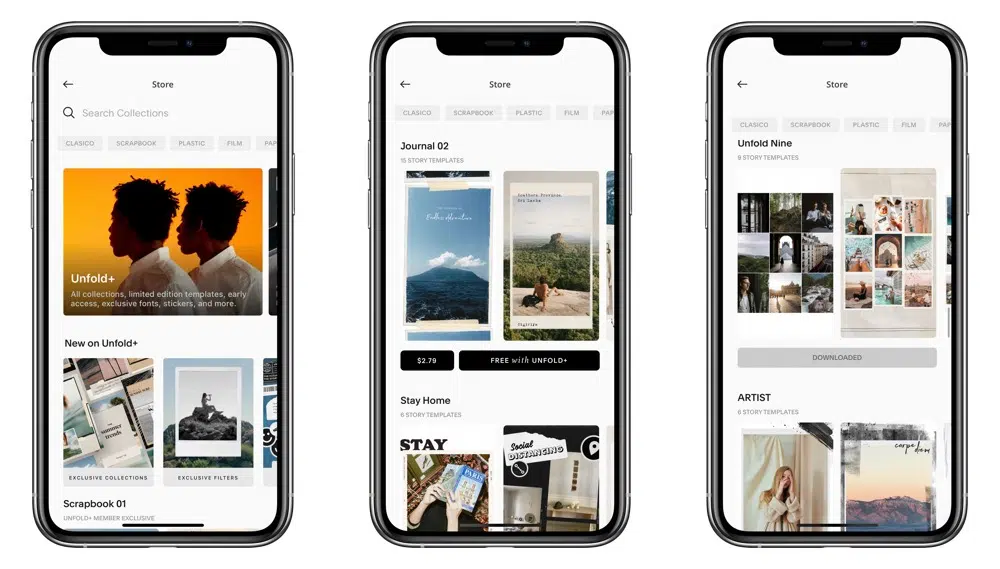 Store
Search Collections
CLASICO
SCRAPBOOK
PLASTIC
FILM
PAP
Unfold+
All collections, limited edition templates, early
access, exclusive fonts, stickers, and more.
New on Unfold+
the
summer
trends
EXCLUSIVE COLLECTIONS
EXCLUSIVE FILTERS
Scrapbook 01
UNFOLD+ MEMBER EXCLUSIVE
Store
CLASICO
SCRAPBOOK
PLASTIC
FILM
PAP
Journal 02
15 STORY TEMPLATES
Endless Adventure
Southern Province
Sri Lanka
Sigiriya
$2.79
FREE with UNFOLD+
Stay Home
6 STORY TEMPLATES
STAY
PARIS
Social
DISTANCING
Store
CLASICO
SCRAPBOOK
PLASTIC
FILM
PAP
Unfold Nine
9 STORY TEMPLATES
DOWNLOADED
ARTIST
6 STORY TEMPLATES
carpe
diem